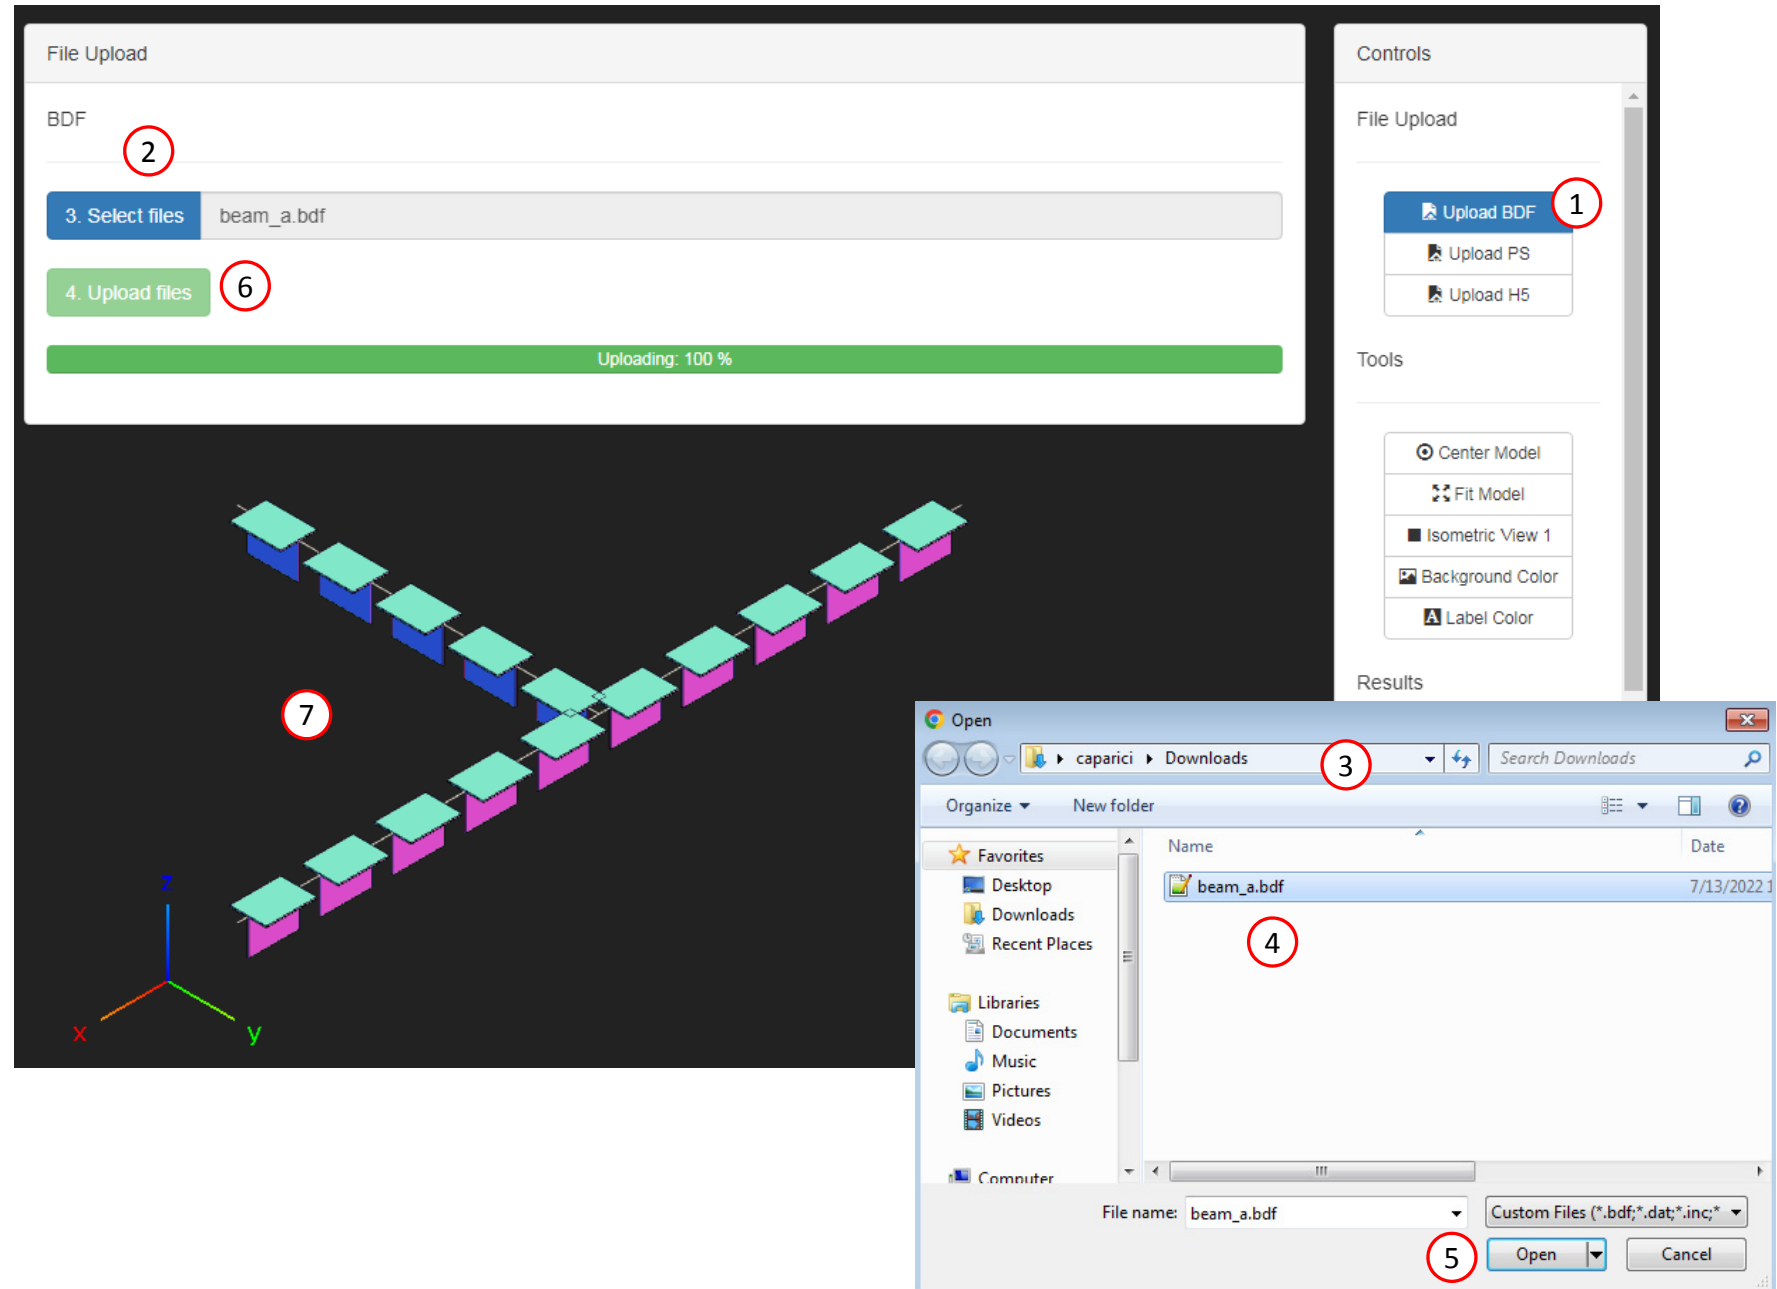 File Upload
BDF
2
3. Select files
beam_a.bdf
4. Upload files
6
Uploading: 100 %
Controls
File Upload
Upload BDF
1
Upload PS
Upload H5
Tools
Center Model
Fit Model
Isometric View 1
Background Color
Label Color
Results
7
z
x
y
Open
caparici
Downloads
3
Search Downloads
Organize
New folder
Name
Date
Favorites
Desktop
Downloads
Recent Places
Libraries
Documents
Music
Pictures
Videos
Computer
beam_a.bdf
7/13/2022 1
4
File name:
beam_a.bdf
Custom Files (*.bdf;*.dat;*.inc;*
5
Open
Cancel